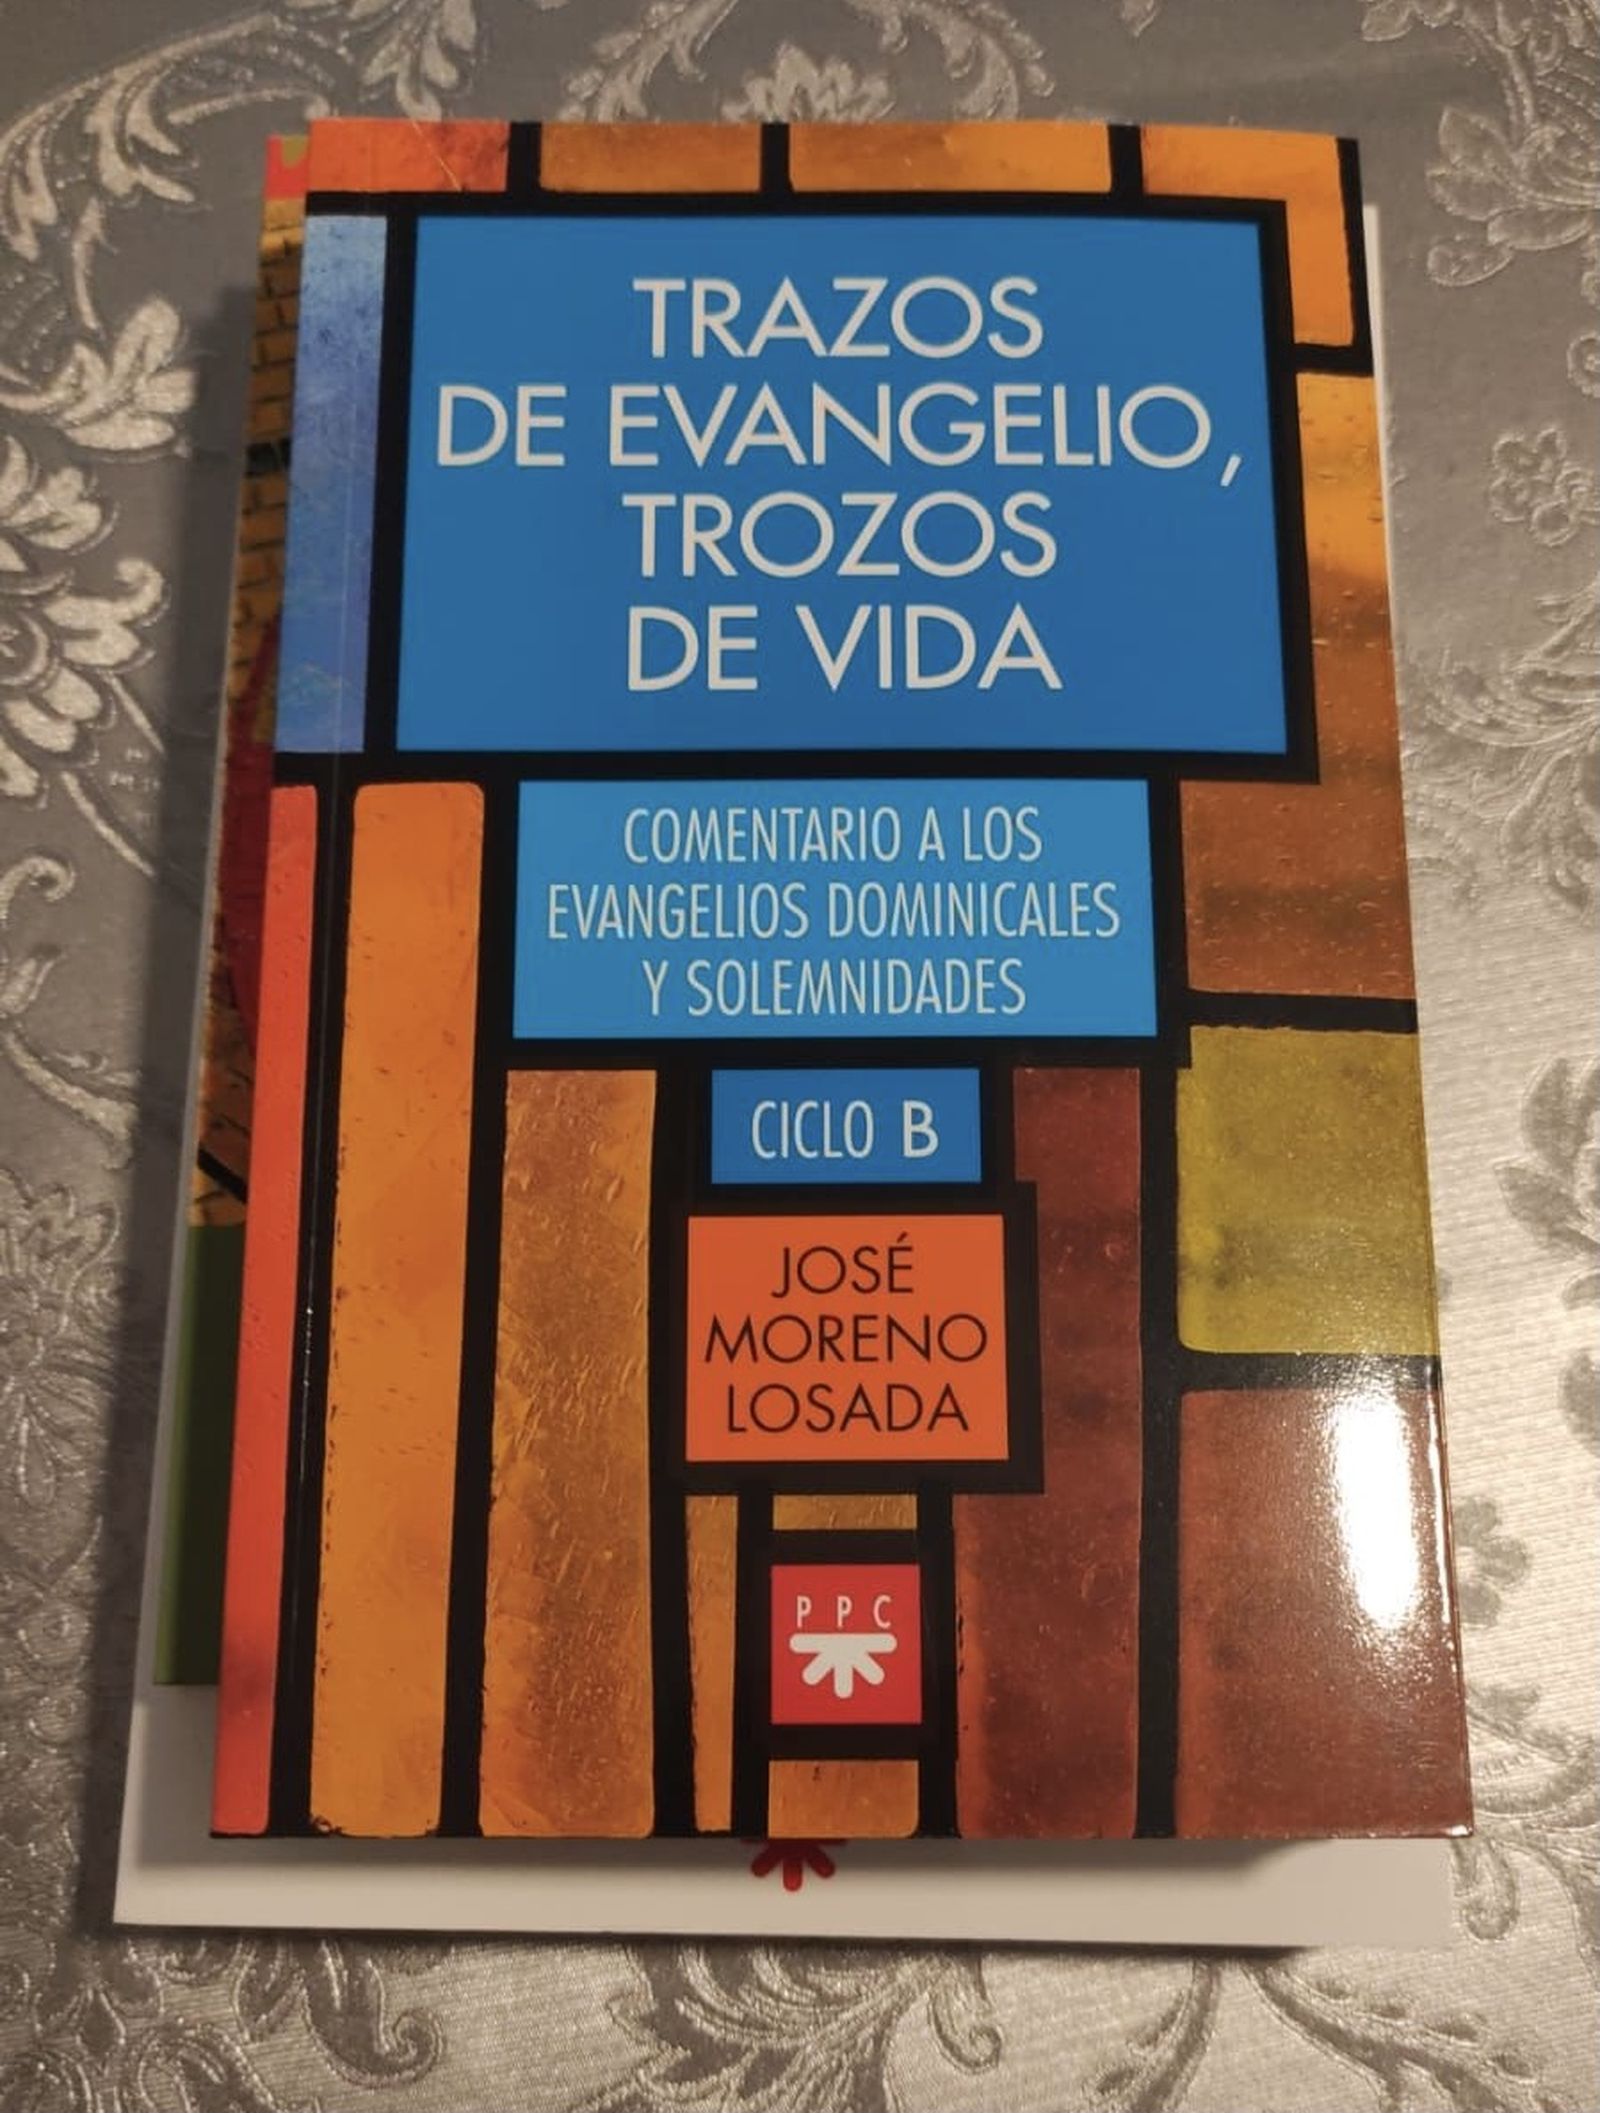 TRAZOS
DE EVANGELIO,
TROZOS
DE VIDA
COMENTARIO A LOS
EVANGELIOS DOMINICALES
Y SOLEMNIDADES
CICLO B
JOSÉ
MORENO
LOSADA
PPC